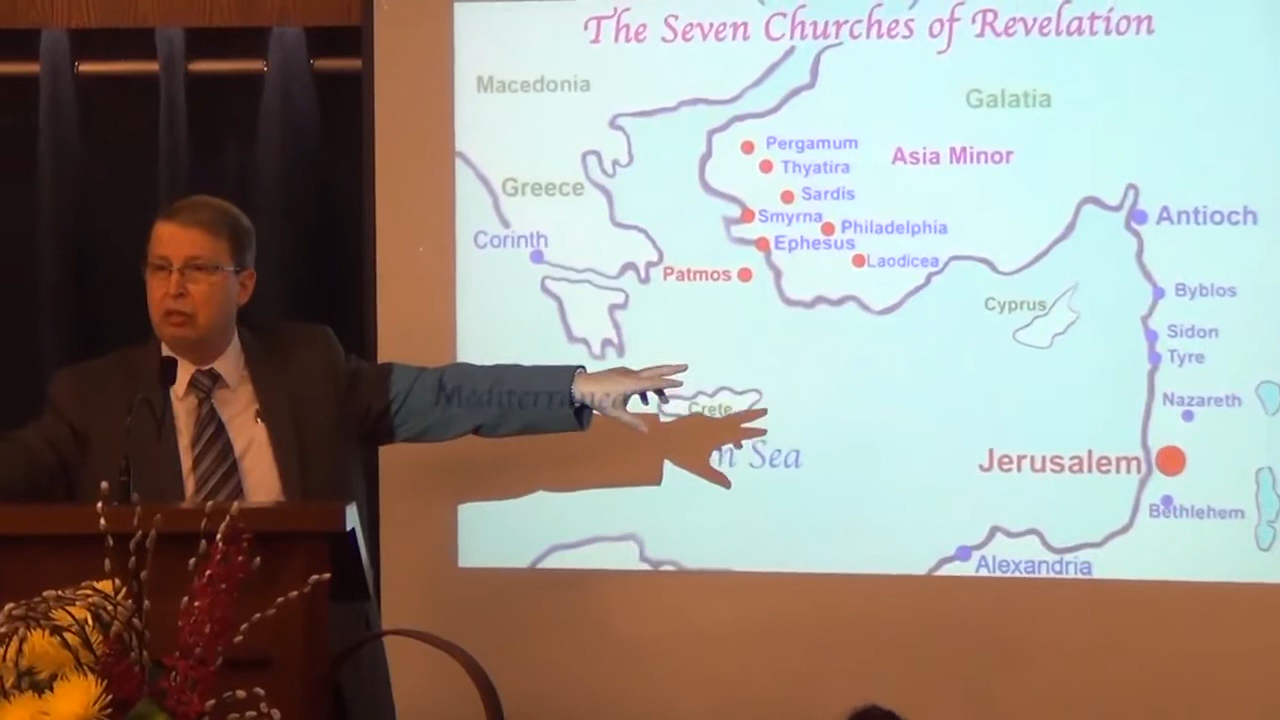 The Seven Churches of Revelation
Macedonia
Galatia
Pergamum
Asia Minor
Thyatira
Greece
Sardis
Smyrna
Antioch
Philadelphia
Corinth
Ephesus
Laodicea
Patmos
Byblos
Cyprus
Sidon
Tyre
Mediterranea
Nazareth
Crete
n Sea
Jerusalem
Bethlehem
Alexandria